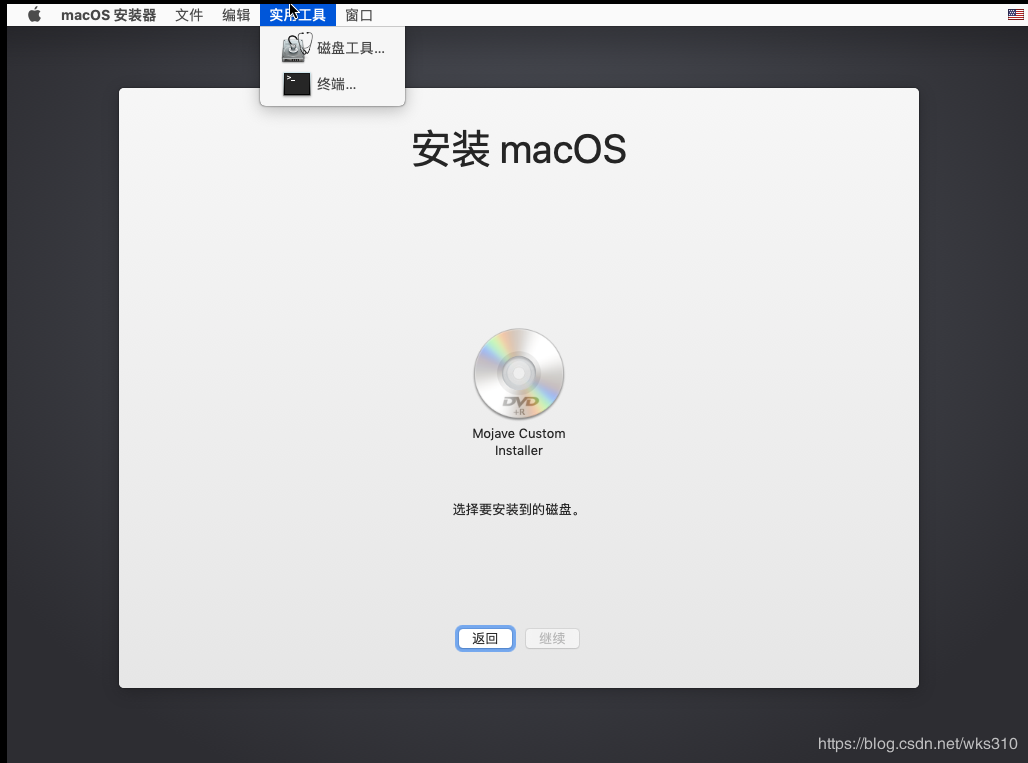 macOS 安装器 文件 编辑 实用工具 窗口
磁盘工具...
>_
终端...
安装 macOS
DVD
+R
Mojave Custom
Installer
选择要安装到的磁盘。
返回 继续
https://blog.csdn.net/wks310